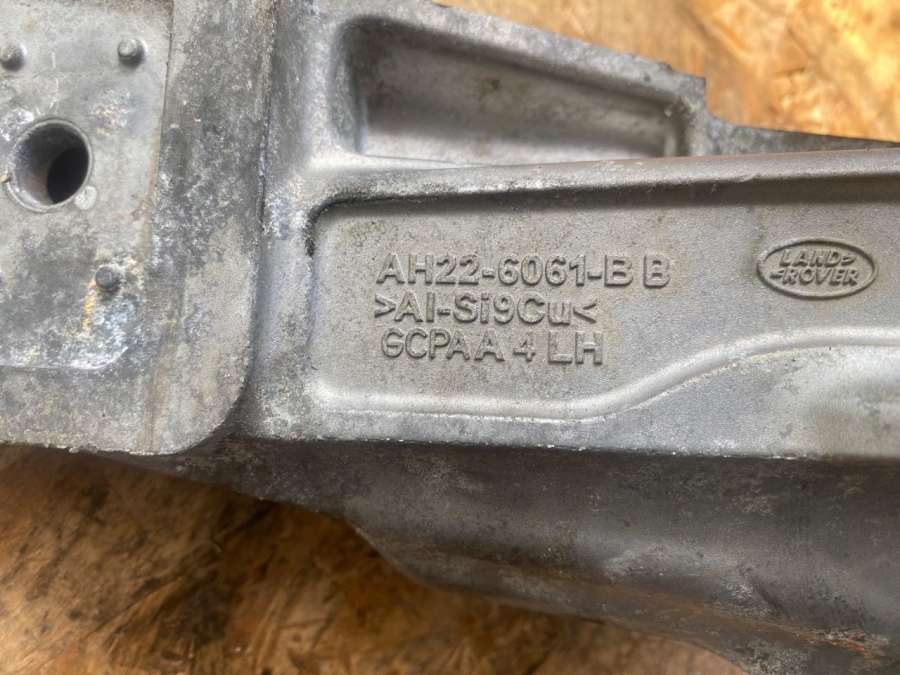 AH22-6061-B B
>Al-Si9Cu<
GCPAA 4 LH
LAND>
-ROVER